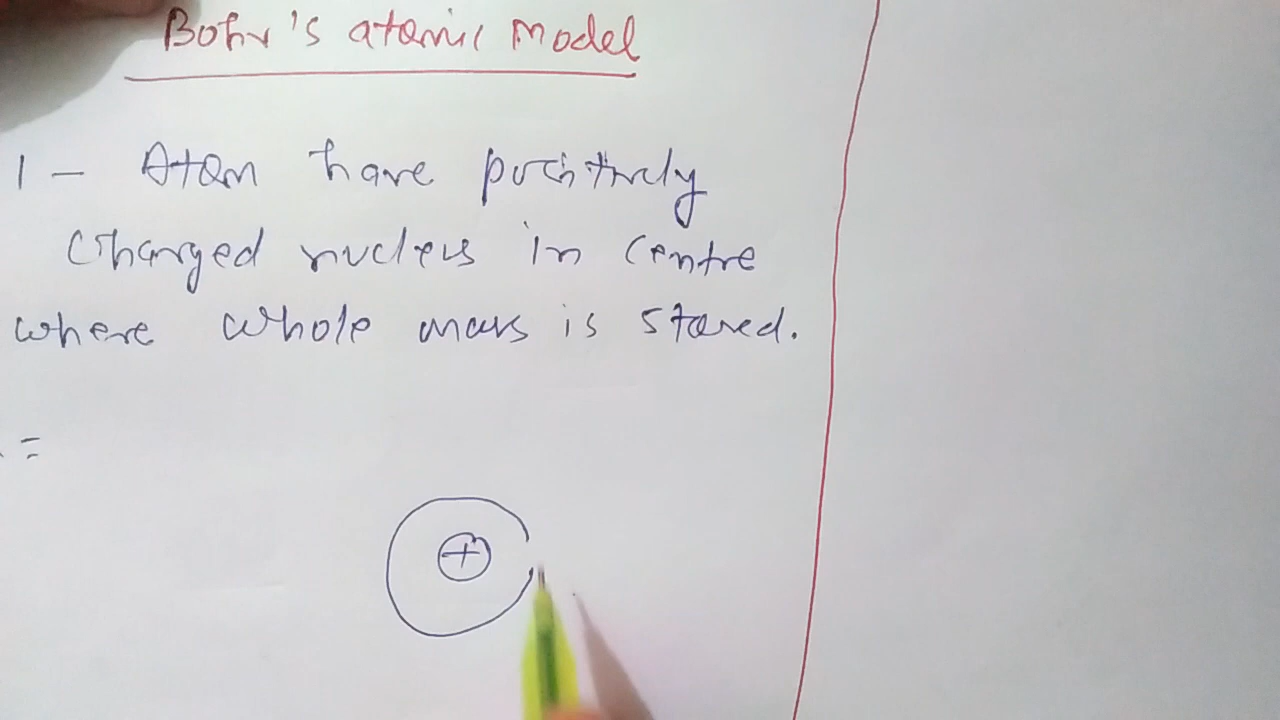 Bohr's atomic Model
1 - Atom have positively
Charged nucleus in Centre
where whole mass is stored.
=
+